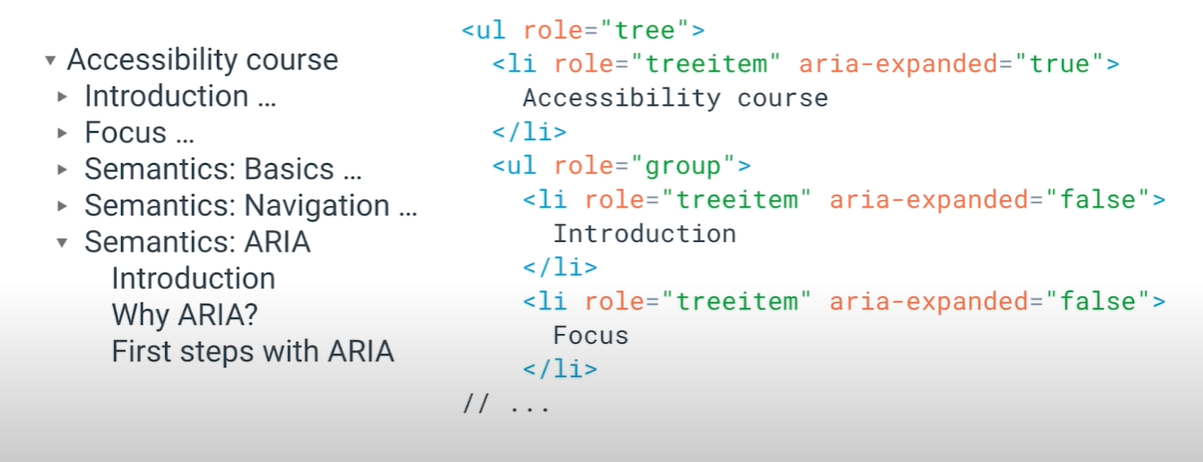 Accessibility course
Introduction ...
Focus ...
Semantics: Basics ...
Semantics: Navigation ...
Semantics: ARIA
Introduction
Why ARIA?
First steps with ARIA
<ul role="tree">
<li role="treeitem" aria-expanded="true">
Accessibility course
</li>
<ul role="group">
<li role="treeitem" aria-expanded="false">
Introduction
</li>
<li role="treeitem" aria-expanded="false">
Focus
</li>
// ...